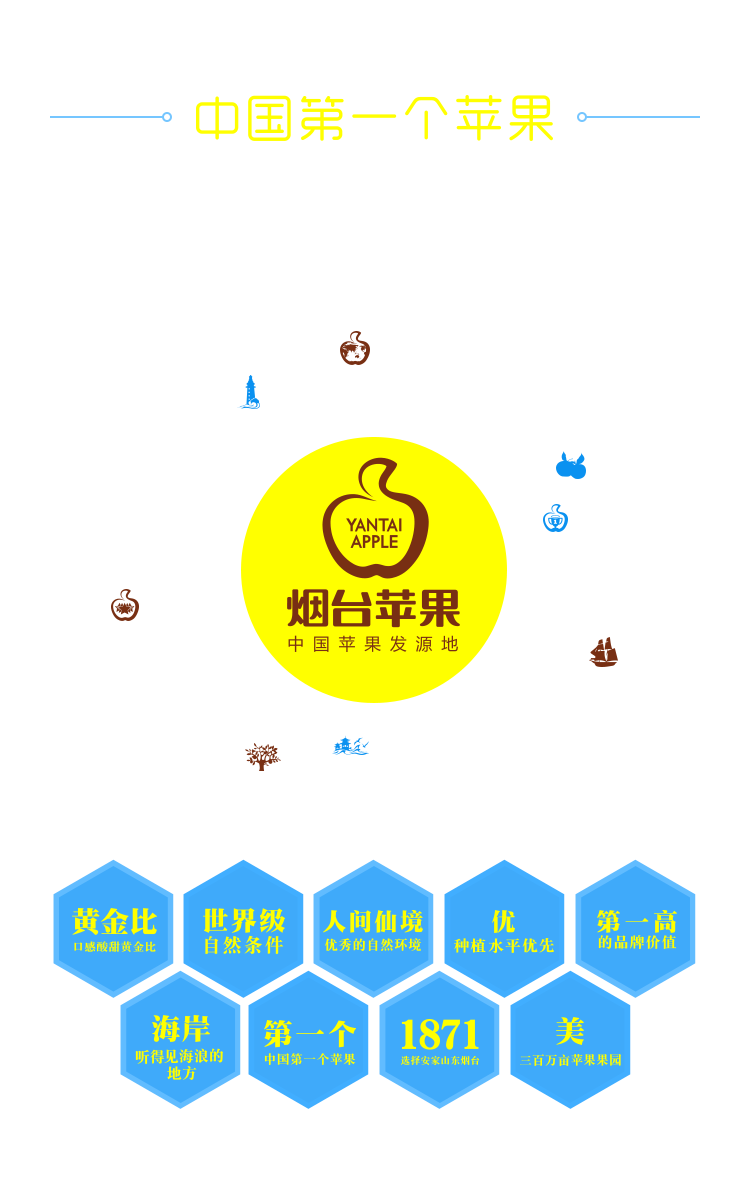 中国第一个苹果
YANTAI
APPLE
烟台苹果
中国苹果发源地
黄金比
口感酸甜黄金比
世界级
自然条件
人间仙境
优秀的自然环境
优
种植水平优先
第一高
的品牌价值
海岸
听得见海浪的
地方
第一个
中国第一个苹果
1871
选择安家山东烟台
美
三百万亩苹果果园